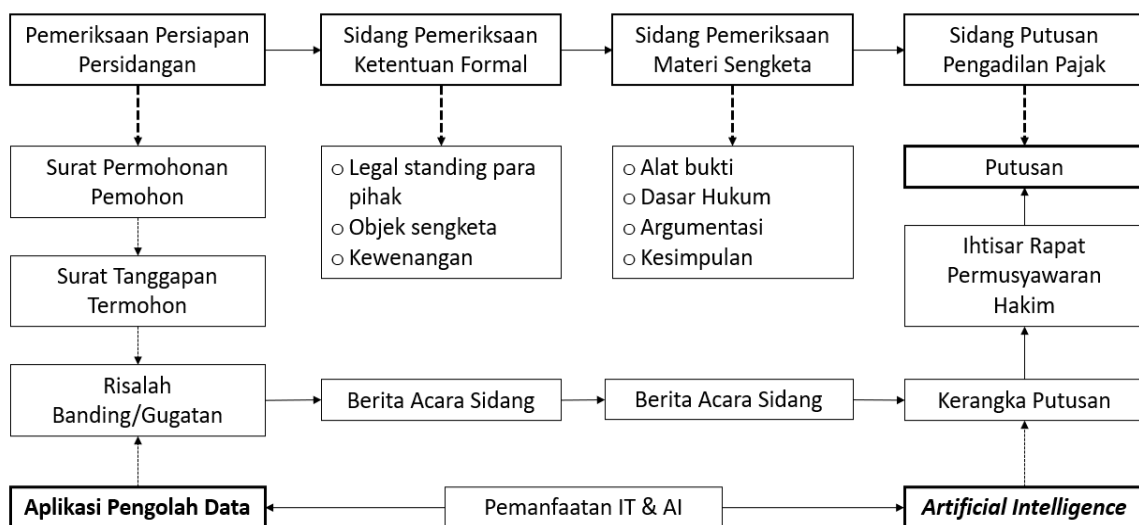 Pemeriksaan Persiapan
Persidangan
Sidang Pemeriksaan
Ketentuan Formal
Sidang Pemeriksaan
Materi Sengketa
Sidang Putusan
Pengadilan Pajak
Surat Permohonan
Pemohon
o Legal standing para
pihak
o Objek sengketa
o Kewenangan
o Alat bukti
o Dasar Hukum
o Argumentasi
o Kesimpulan
Putusan
Surat Tanggapan
Termohon
Ihtisar Rapat
Permusyawaran
Hakim
Risalah
Banding/Gugatan
Berita Acara Sidang
Berita Acara Sidang
Kerangka Putusan
Aplikasi Pengolah Data
Pemanfaatan IT & AI
Artificial Intelligence